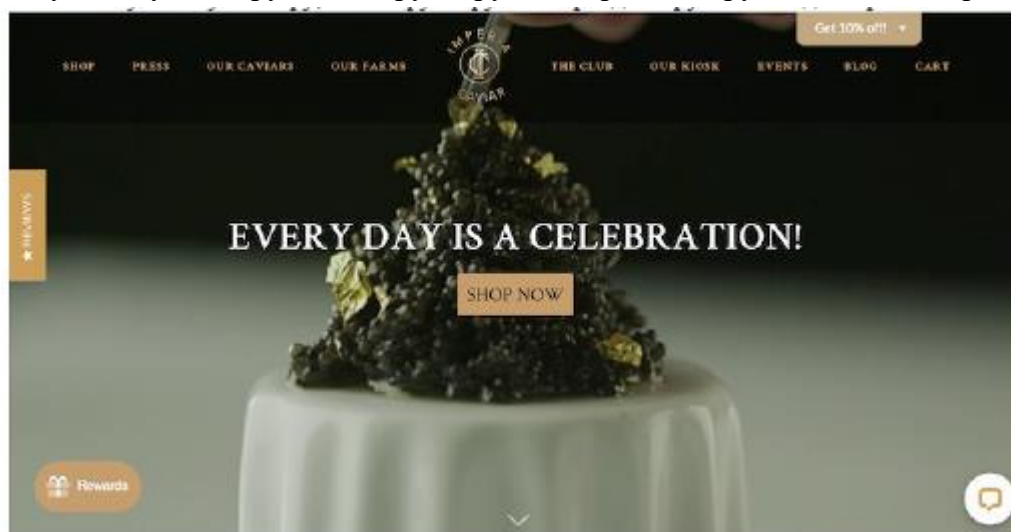 Get 10% off!
SHOP PRESS OUR CAVIARS OUR FARMS IMPERIA CAVIAR THE CLUB OUR KIOSK EVENTS BLOG CART
★ REVIEWS
EVERY DAY IS A CELEBRATION!
SHOP NOW
Rewards